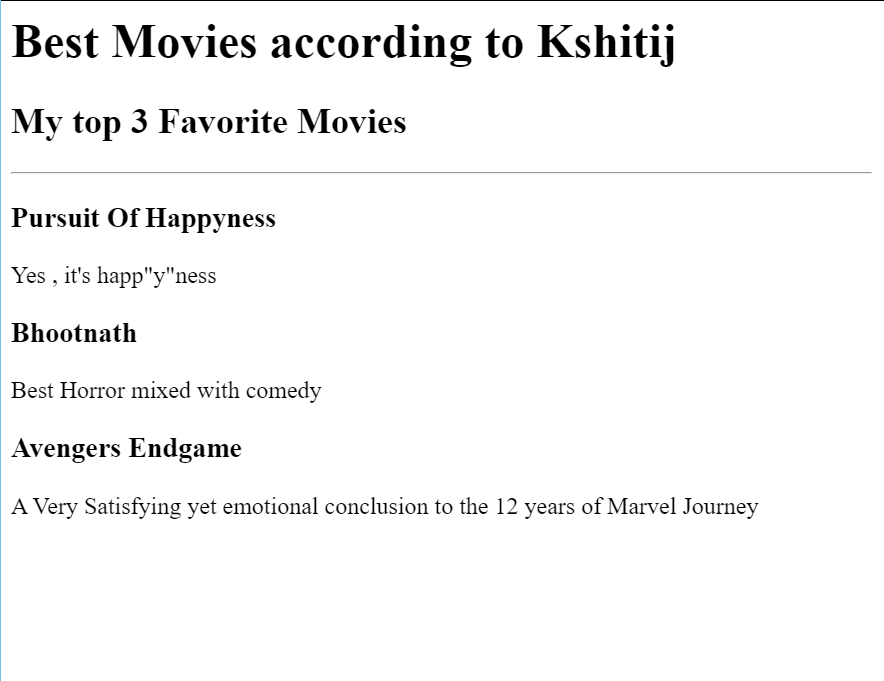 Best Movies according to Kshitij
My top 3 Favorite Movies
Pursuit Of Happyness
Yes , it's happ"y"ness
Bhootnath
Best Horror mixed with comedy
Avengers Endgame
A Very Satisfying yet emotional conclusion to the 12 years of Marvel Journey